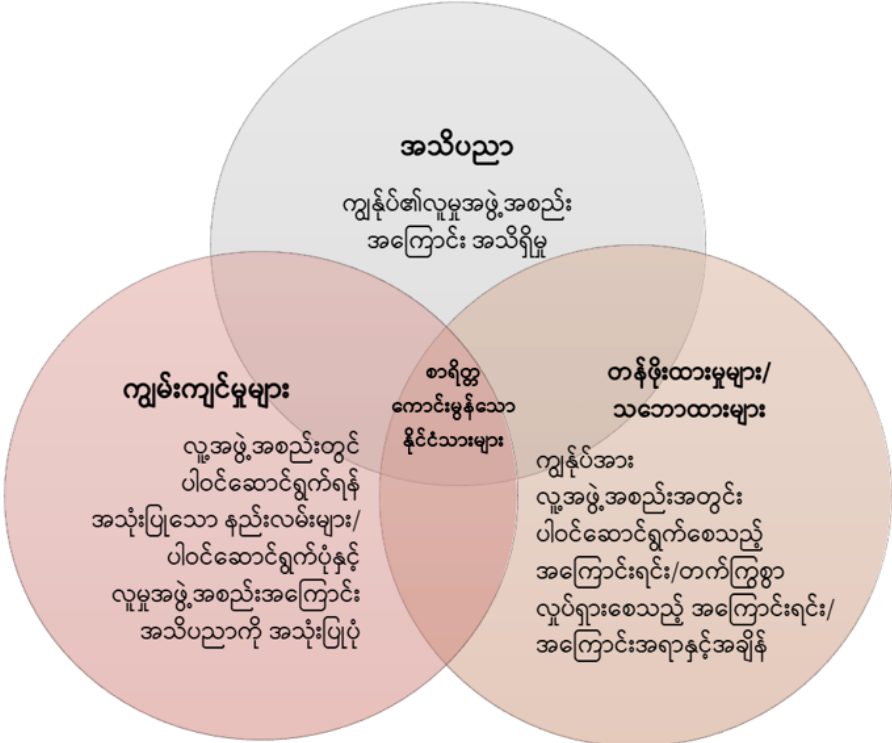 အသိပညာ
ကျွန်ုပ်၏လူမှုအဖွဲ့အစည်း
အကြောင်း အသိရှိမှု
ကျွမ်းကျင်မှုများ
လူ့အဖွဲ့အစည်းတွင်
ပါဝင်ဆောင်ရွက်ရန်
အသုံးပြုသော နည်းလမ်းများ/
ပါဝင်ဆောင်ရွက်ပုံနှင့်
လူမှုအဖွဲ့အစည်းအကြောင်း
အသိပညာကို အသုံးပြုပုံ
စာရိတ္တ
ကောင်းမွန်သော
နိုင်ငံသားများ
တန်ဖိုးထားမှုများ/
သဘောထားများ
ကျွန်ုပ်အား
လူ့အဖွဲ့အစည်းအတွင်း
ပါဝင်ဆောင်ရွက်စေသည့်
အကြောင်းရင်း/တက်ကြွစွာ
လှုပ်ရှားစေသည့် အကြောင်းရင်း/
အကြောင်းအရာနှင့်အချိန်